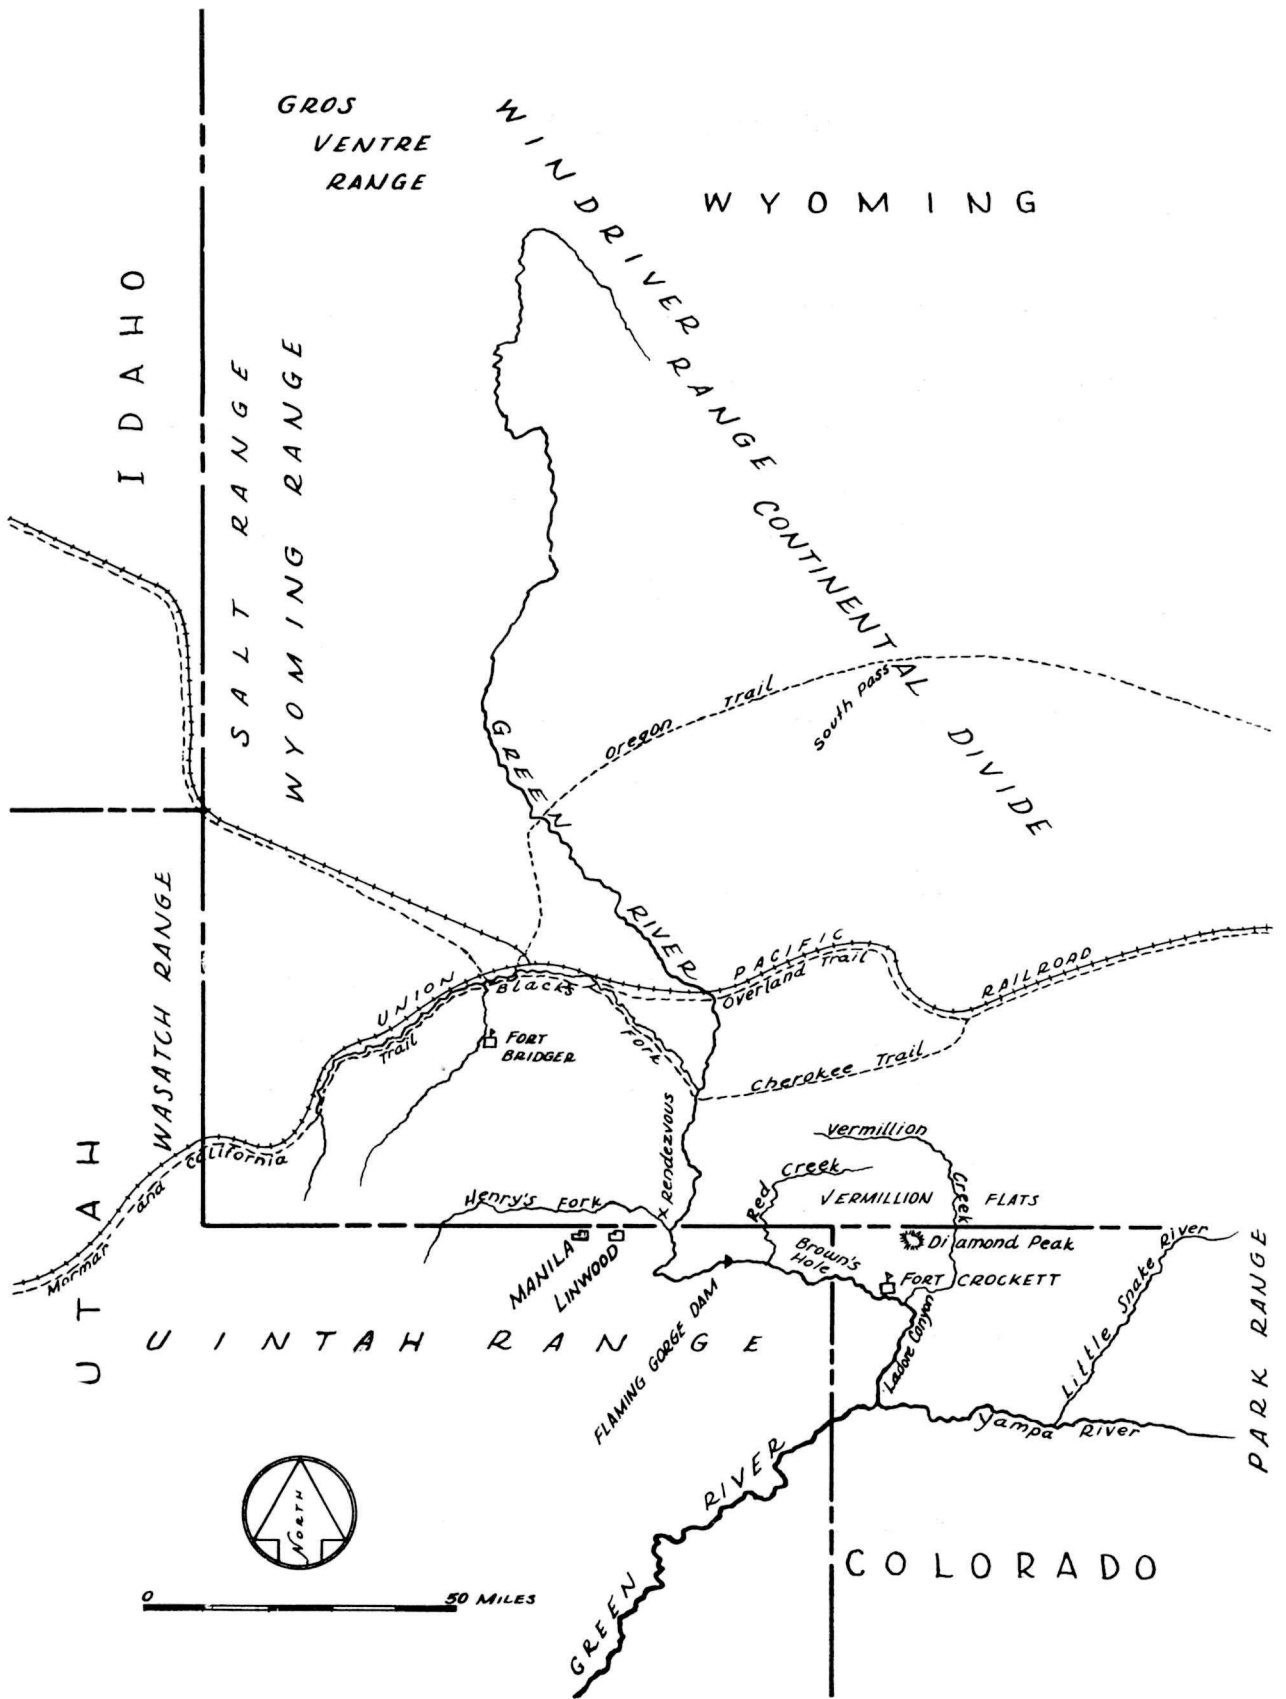 GROS
VENTRE
RANGE
WYOMING
WINDRIVER RANGE CONTINENTAL DIVIDE
IDAHO
SALT RANGE
WYOMING RANGE
South Pass
Oregon Trail
GREEN RIVER
WASATCH RANGE
UNION PACIFIC RAILROAD
Overland Trail
Blacks Fork
FORT
BRIDGER
Cherokee Trail
Morman and California Trail
UTAH
x Rendezvous
Henry's Fork
Vermillion Creek
Red Creek
VERMILLION FLATS
MANILA
LINWOOD
Brown's
Hole
Diamond Peak
FORT CROCKETT
Little Snake River
PARK RANGE
FLAMING GORGE DAM
Ladore Canyon
UINTAH RANGE
Yampa River
GREEN RIVER
COLORADO
NORTH
0 50 MILES